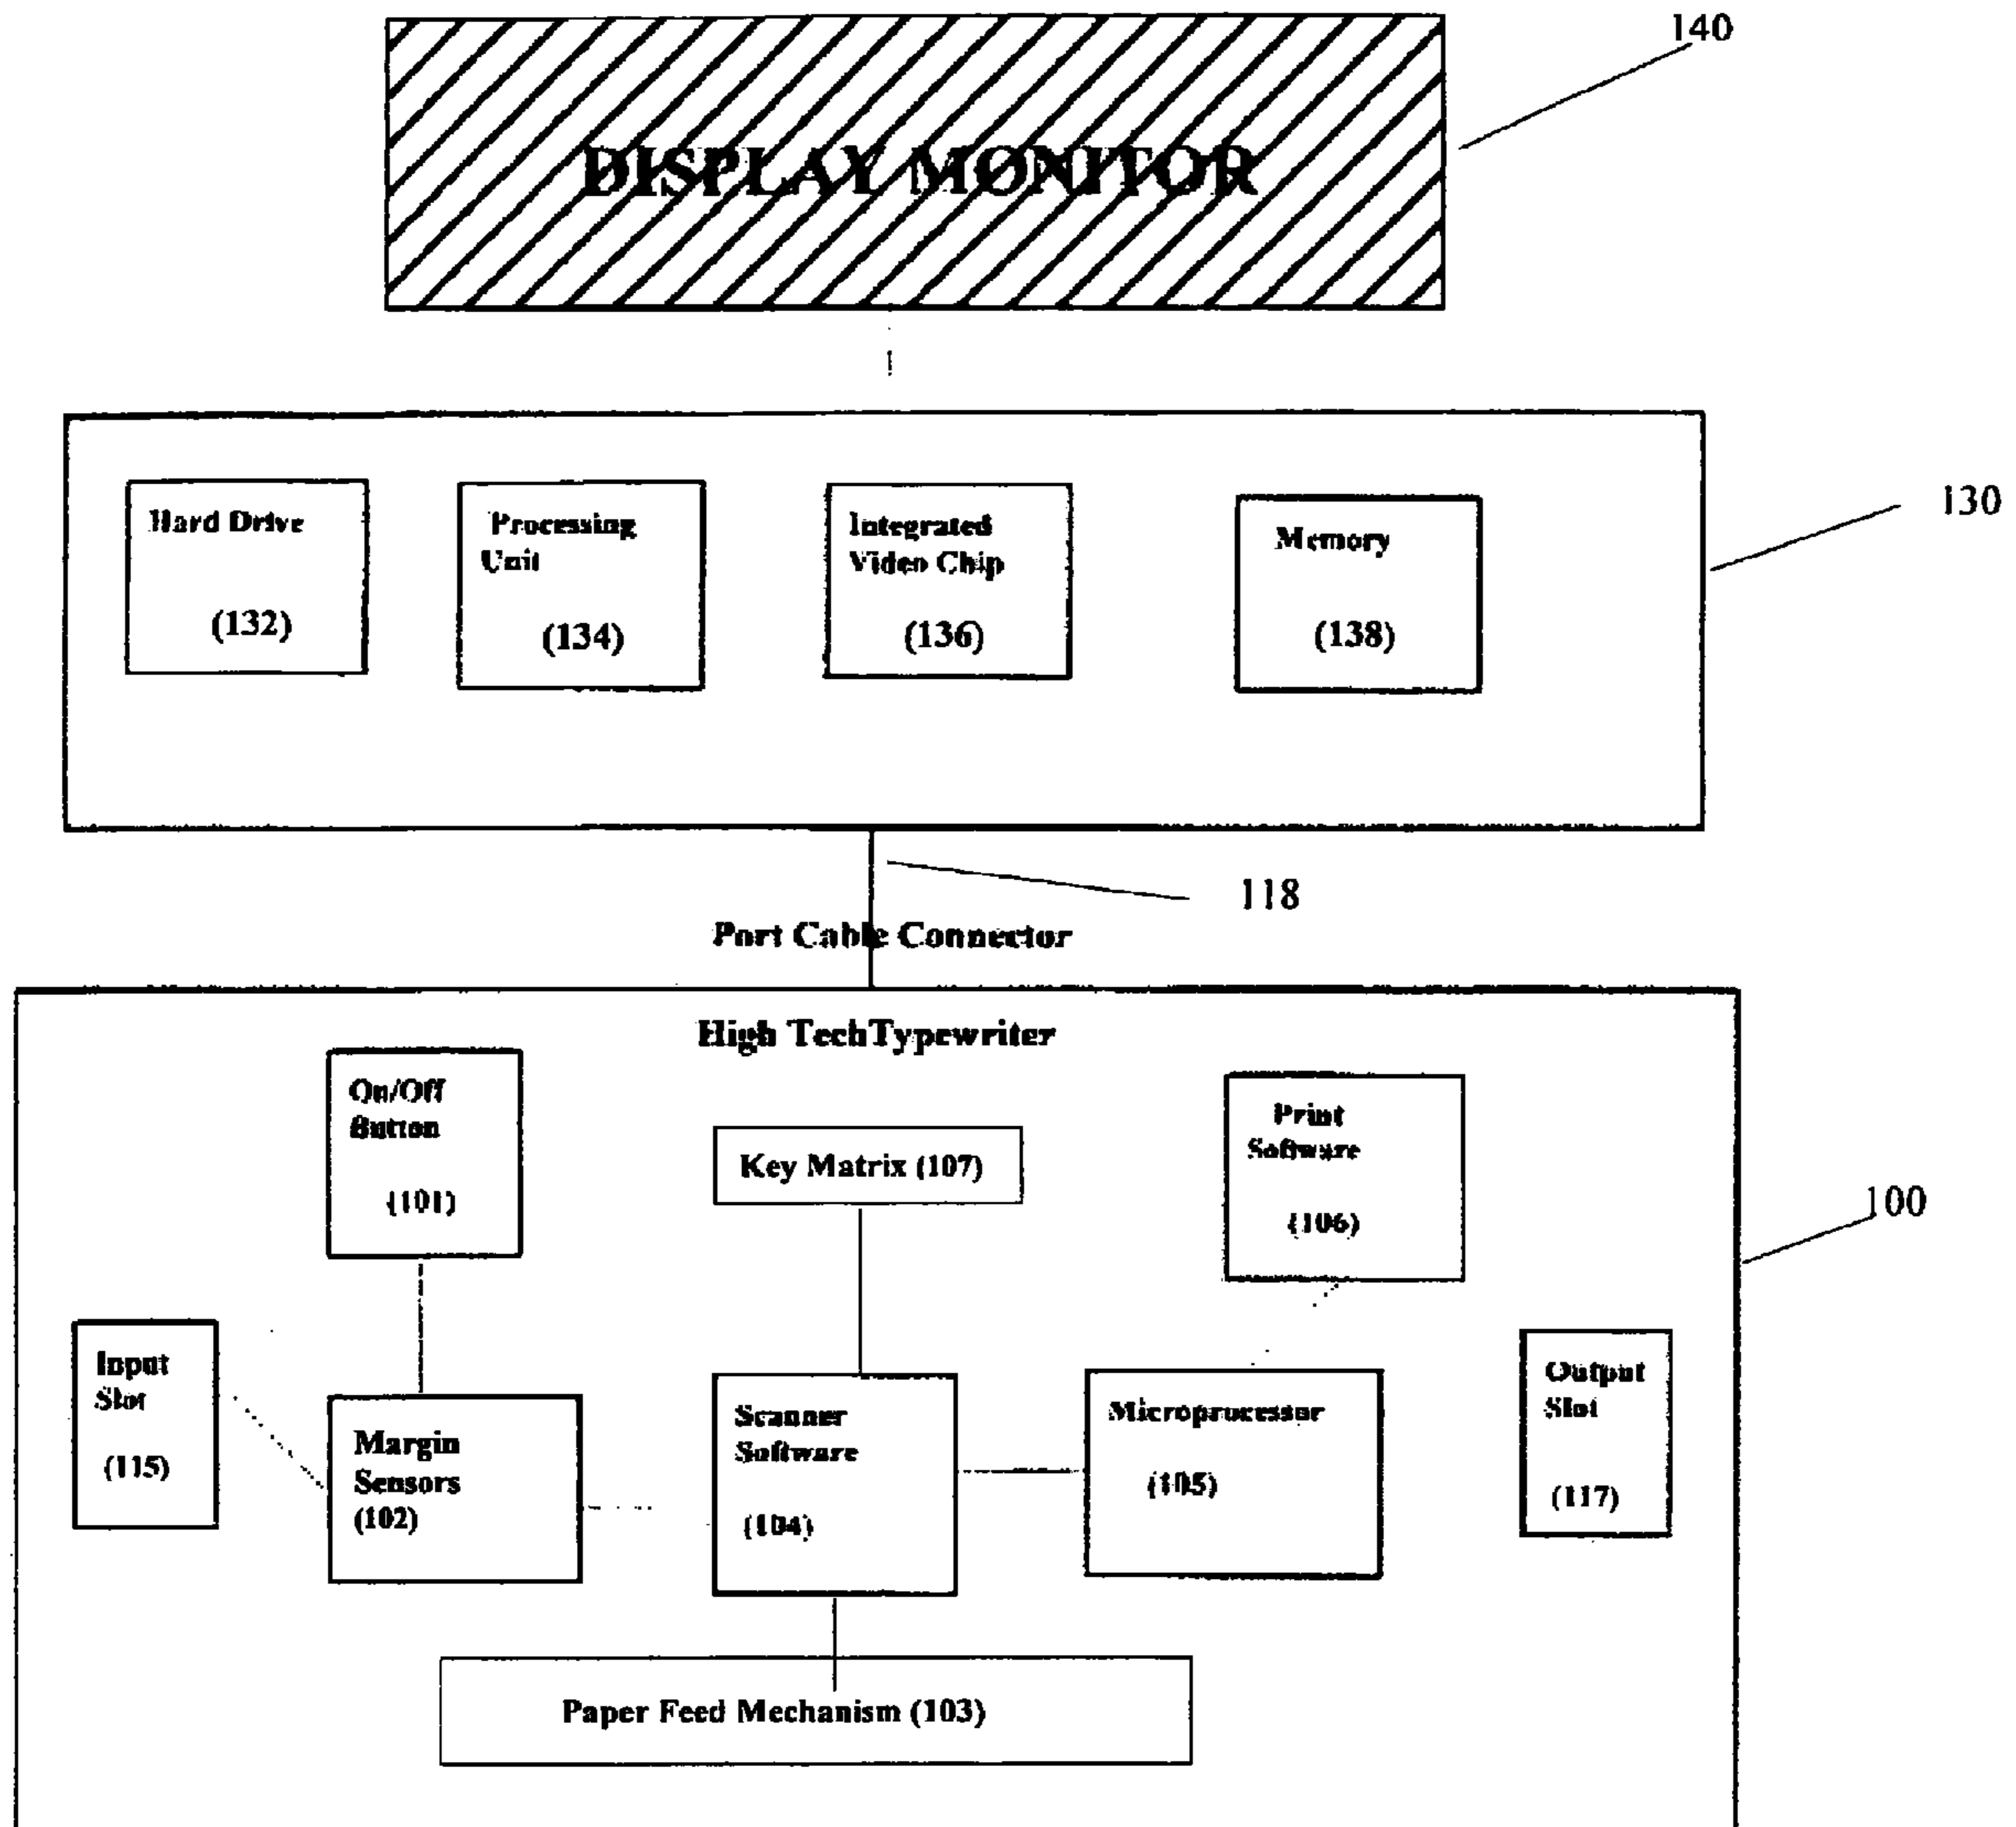 140
DISPLAY MONITOR
130
Hard Drive
(132)
Processing
Unit
(134)
Integrated
Video Chip
(136)
Memory
(138)
118
Port Cable Connector
High TechTypewriter
On/Off
Button
(101)
Key Matrix (107)
Print
Software
(106)
100
Input
Slot
(115)
Margin
Sensors
(102)
Scanner
Software
(104)
Microprocessor
(105)
Output
Slot
(117)
Paper Feed Mechanism (103)